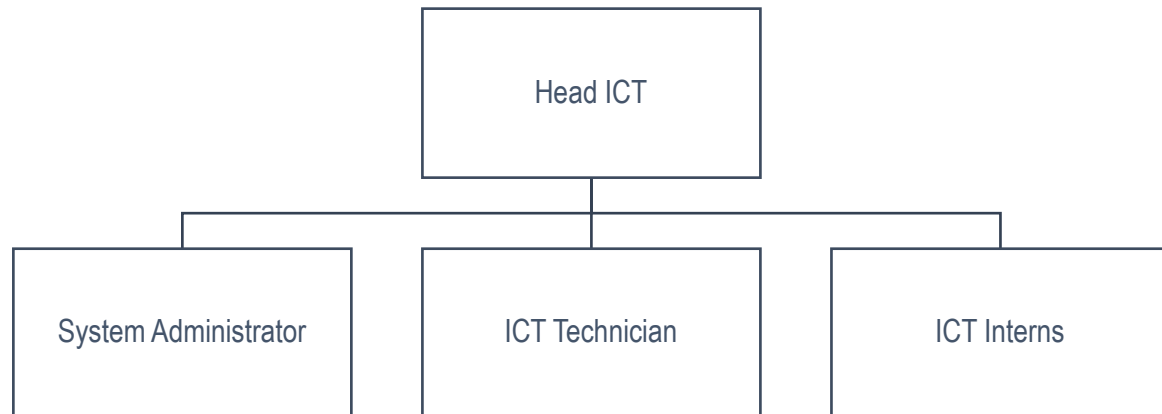 Head ICT
System Administrator
ICT Technician
ICT Interns